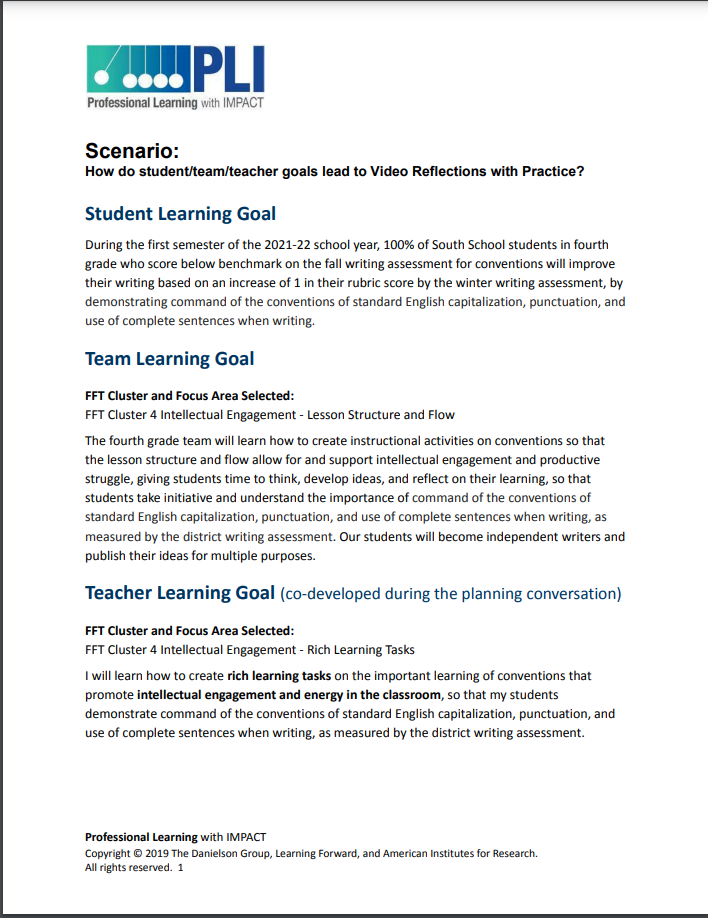 PLI
Professional Learning with IMPACT
Scenario:
How do student/team/teacher goals lead to Video Reflections with Practice?
Student Learning Goal
During the first semester of the 2021-22 school year, 100% of South School students in fourth
grade who score below benchmark on the fall writing assessment for conventions will improve
their writing based on an increase of 1 in their rubric score by the winter writing assessment, by
demonstrating command of the conventions of standard English capitalization, punctuation, and
use of complete sentences when writing.
Team Learning Goal
FFT Cluster and Focus Area Selected:
FFT Cluster 4 Intellectual Engagement - Lesson Structure and Flow
The fourth grade team will learn how to create instructional activities on conventions so that
the lesson structure and flow allow for and support intellectual engagement and productive
struggle, giving students time to think, develop ideas, and reflect on their learning, so that
students take initiative and understand the importance of command of the conventions of
standard English capitalization, punctuation, and use of complete sentences when writing, as
measured by the district writing assessment. Our students will become independent writers and
publish their ideas for multiple purposes.
Teacher Learning Goal (co-developed during the planning conversation)
FFT Cluster and Focus Area Selected:
FFT Cluster 4 Intellectual Engagement - Rich Learning Tasks
I will learn how to create rich learning tasks on the important learning of conventions that
promote intellectual engagement and energy in the classroom, so that my students
demonstrate command of the conventions of standard English capitalization, punctuation, and
use of complete sentences when writing, as measured by the district writing assessment.
Professional Learning with IMPACT
Copyright © 2019 The Danielson Group, Learning Forward, and American Institutes for Research.
All rights reserved. 1